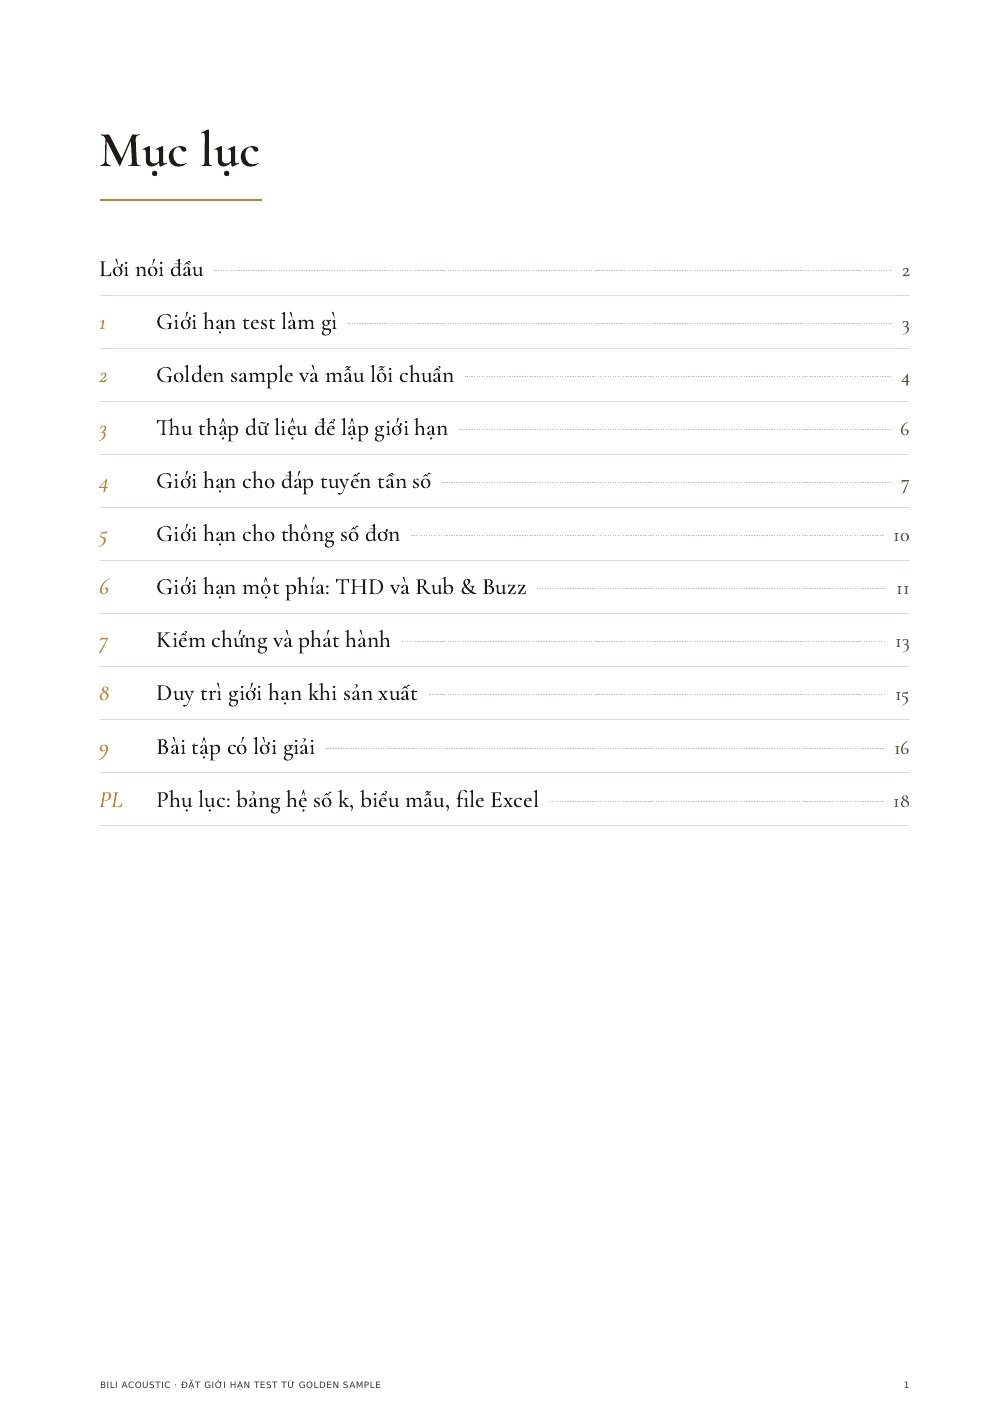 Mục lục
Lời nói đầu 2
1 Giới hạn test làm gì 3
2 Golden sample và mẫu lỗi chuẩn 4
3 Thu thập dữ liệu để lập giới hạn 6
4 Giới hạn cho đáp tuyến tần số 7
5 Giới hạn cho thông số đơn 10
6 Giới hạn một phía: THD và Rub & Buzz 11
7 Kiểm chứng và phát hành 13
8 Duy trì giới hạn khi sản xuất 15
9 Bài tập có lời giải 16
PL Phụ lục: bảng hệ số k, biểu mẫu, file Excel 18
BILI ACOUSTIC · ĐẶT GIỚI HẠN TEST TỪ GOLDEN SAMPLE 1